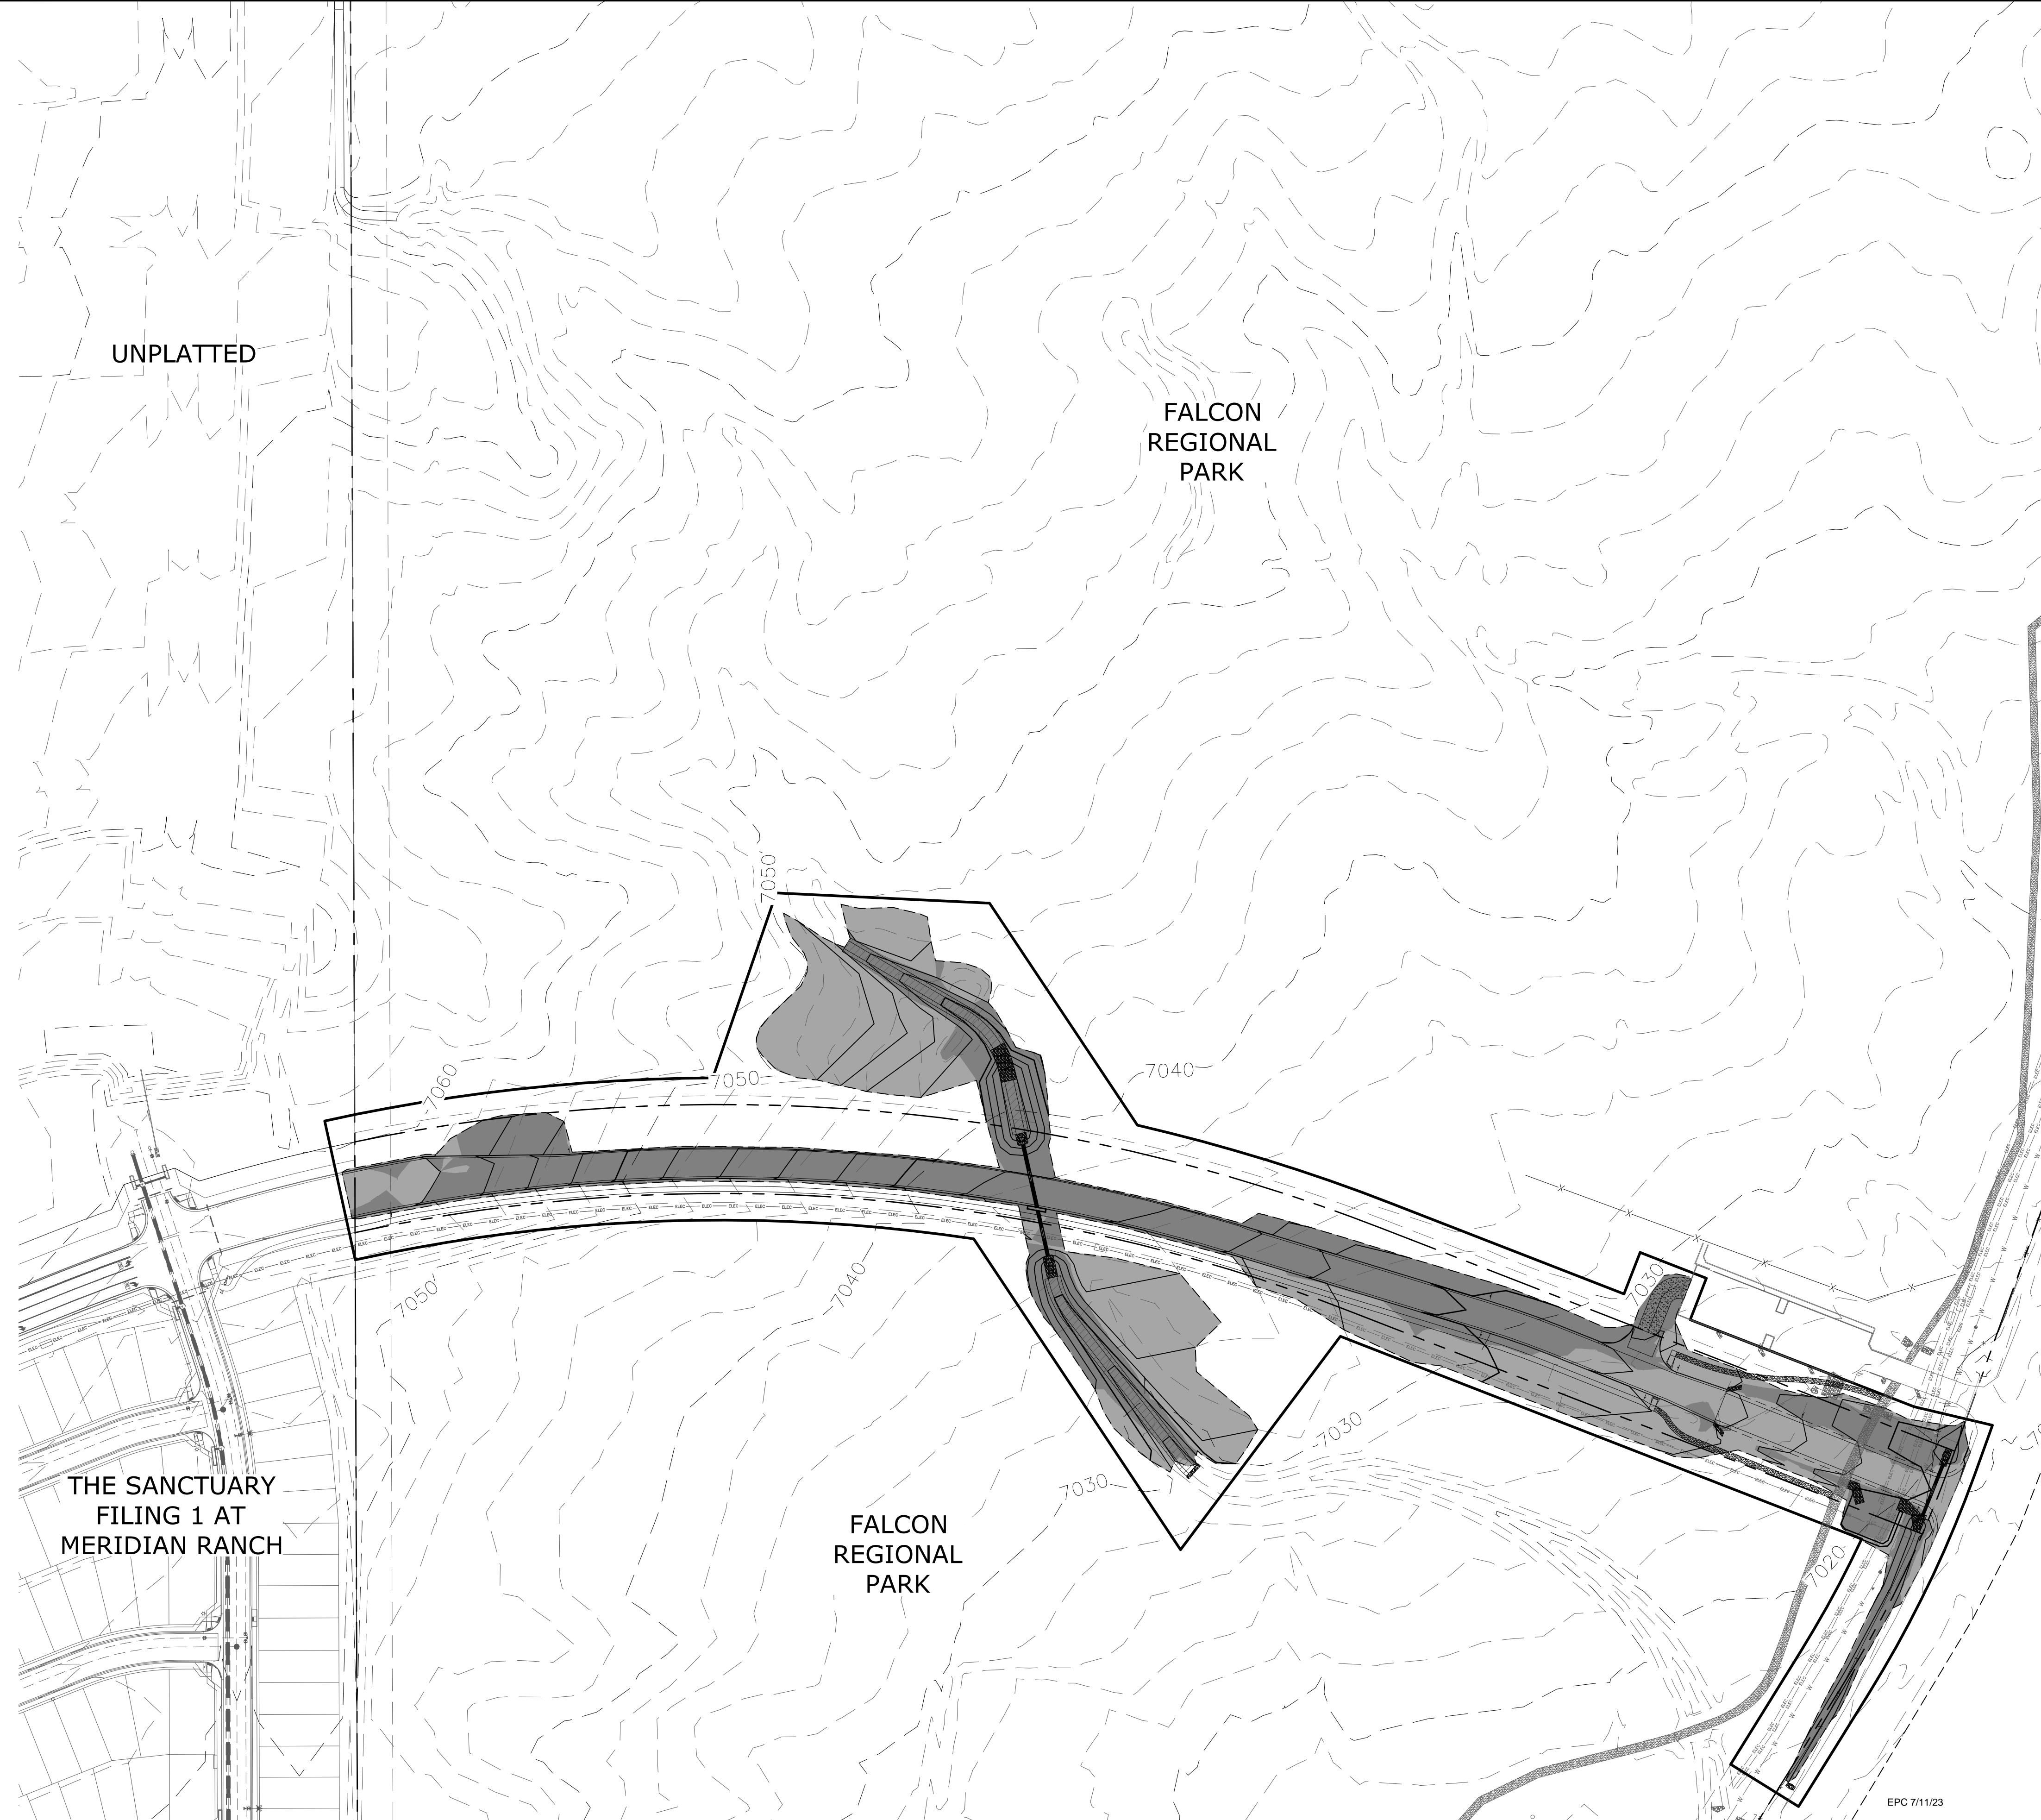 UNPLATTED
FALCON
REGIONAL
PARK
7050
7060
7050
7040
7050
7040
7030
7030
7030
7020
THE SANCTUARY
FILING 1 AT
MERIDIAN RANCH
FALCON
REGIONAL
PARK
ELEC
W
X
EPC 7/11/23